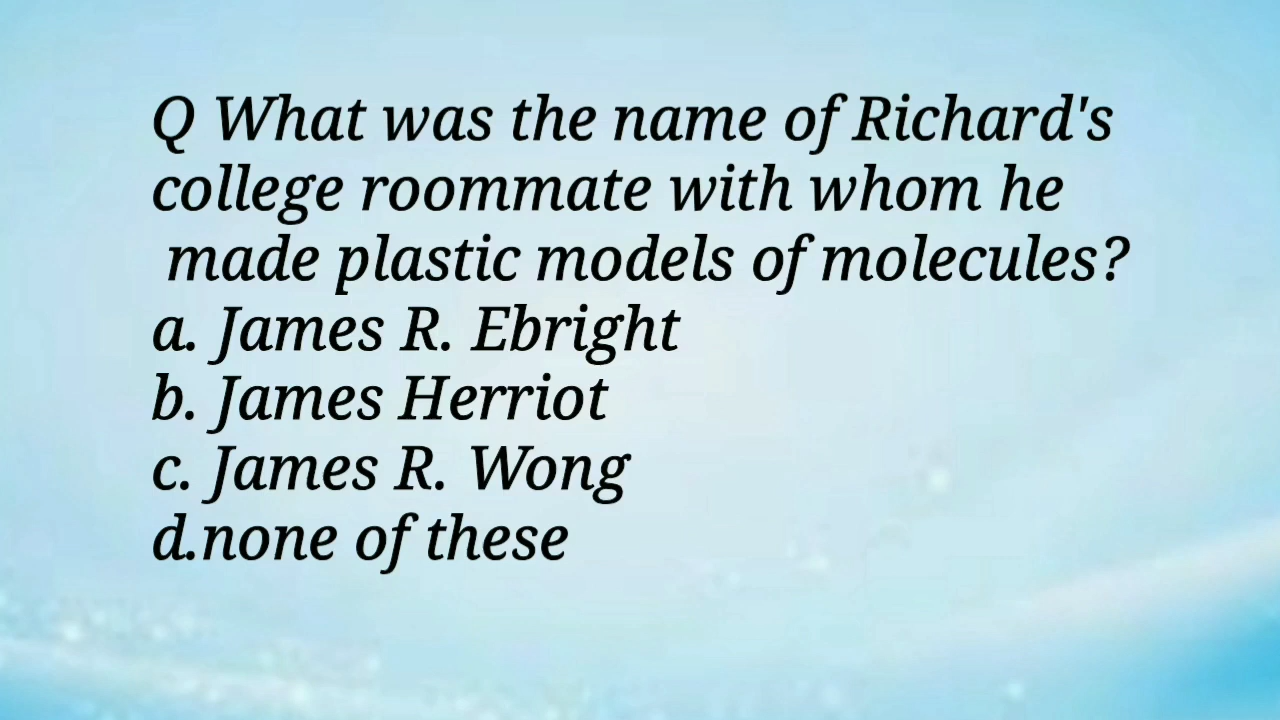 Q What was the name of Richard's
college roommate with whom he
made plastic models of molecules?
a. James R. Ebright
b. James Herriot
c. James R. Wong
d.none of these